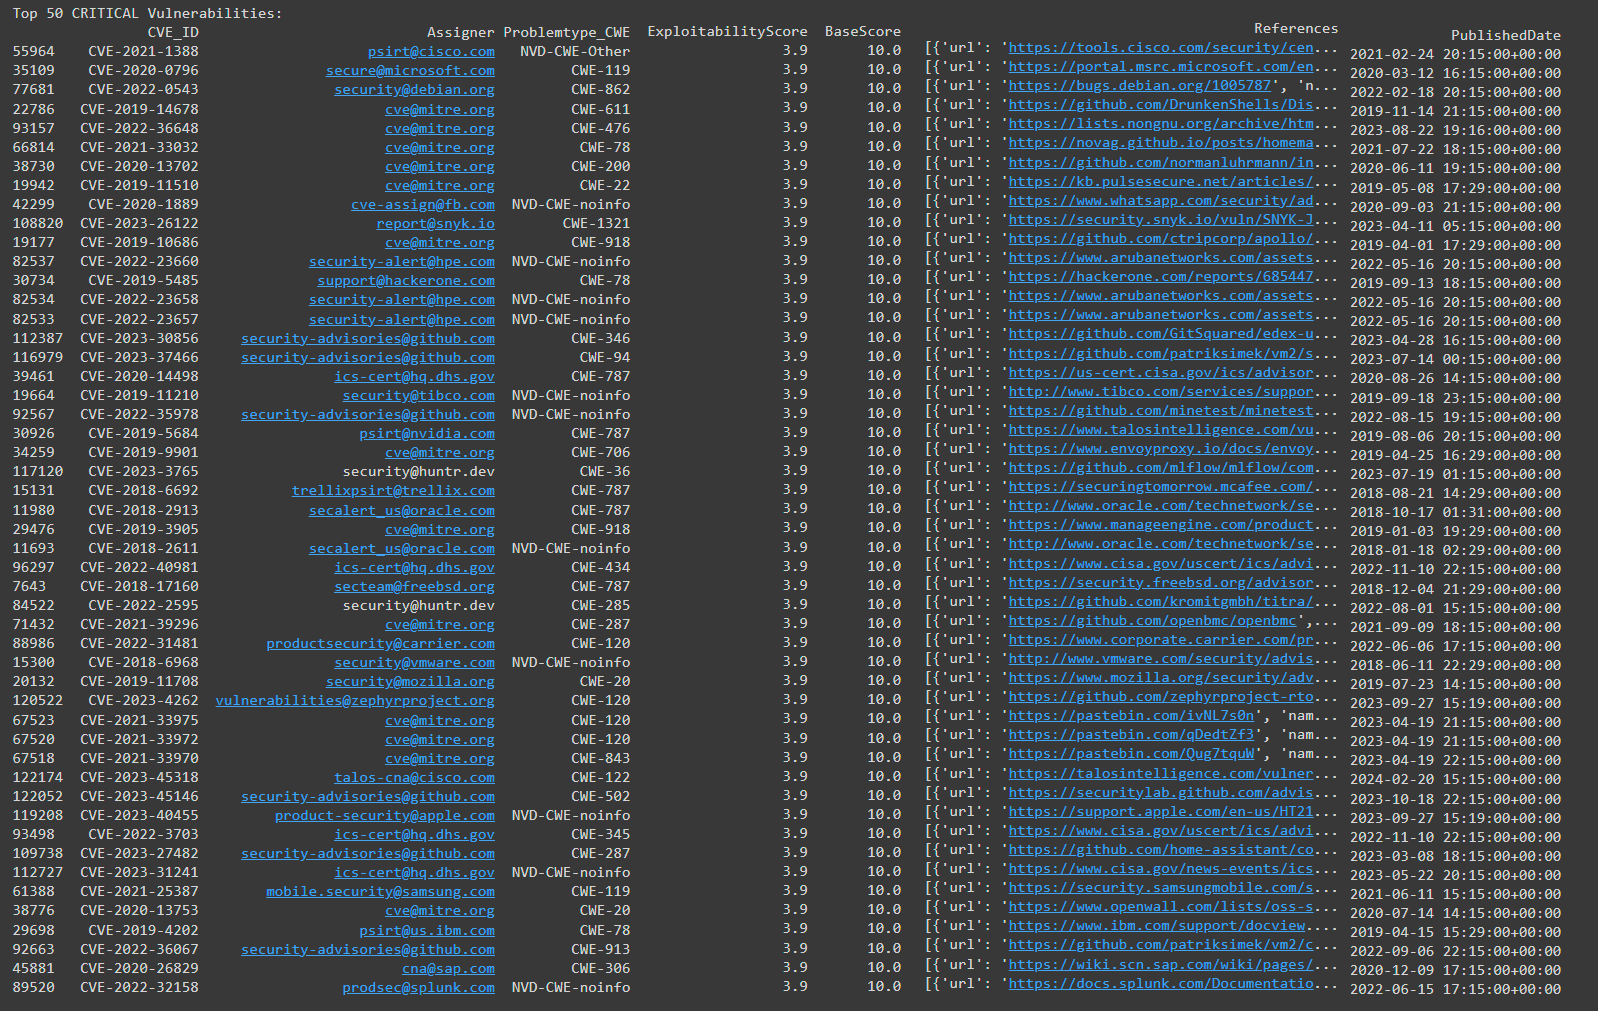 Top 50 CRITICAL Vulnerabilities:
CVE_ID Assigner Problemtype_CWE ExploitabilityScore BaseScore References PublishedDate
55964 CVE-2021-1388 psirt@cisco.com NVD-CWE-Other 3.9 10.0 [{'url': 'https://tools.cisco.com/security/cen... 2021-02-24 20:15:00+00:00
35109 CVE-2020-0796 secure@microsoft.com CWE-119 3.9 10.0 [{'url': 'https://portal.msrc.microsoft.com/en... 2020-03-12 16:15:00+00:00
77681 CVE-2022-0543 security@debian.org CWE-862 3.9 10.0 [{'url': 'https://bugs.debian.org/1005787', 'n... 2022-02-18 20:15:00+00:00
22786 CVE-2019-14678 cve@mitre.org CWE-611 3.9 10.0 [{'url': 'https://github.com/DrunkenShells/Dis... 2019-11-14 21:15:00+00:00
93157 CVE-2022-36648 cve@mitre.org CWE-476 3.9 10.0 [{'url': 'https://lists.nongnu.org/archive/htm... 2023-08-22 19:16:00+00:00
66814 CVE-2021-33032 cve@mitre.org CWE-78 3.9 10.0 [{'url': 'https://novag.github.io/posts/homema... 2021-07-22 18:15:00+00:00
38730 CVE-2020-13702 cve@mitre.org CWE-200 3.9 10.0 [{'url': 'https://github.com/normanluhrmann/in... 2020-06-11 19:15:00+00:00
19942 CVE-2019-11510 cve@mitre.org CWE-22 3.9 10.0 [{'url': 'https://kb.pulsesecure.net/articles/... 2019-05-08 17:29:00+00:00
42299 CVE-2020-1889 cve-assign@fb.com NVD-CWE-noinfo 3.9 10.0 [{'url': 'https://www.whatsapp.com/security/ad... 2020-09-03 21:15:00+00:00
108820 CVE-2023-26122 report@snyk.io CWE-1321 3.9 10.0 [{'url': 'https://security.snyk.io/vuln/SNYK-J... 2023-04-11 05:15:00+00:00
19177 CVE-2019-10686 cve@mitre.org CWE-918 3.9 10.0 [{'url': 'https://github.com/ctripcorp/apollo/... 2019-04-01 17:29:00+00:00
82537 CVE-2022-23660 security-alert@hpe.com NVD-CWE-noinfo 3.9 10.0 [{'url': 'https://www.arubanetworks.com/assets... 2022-05-16 20:15:00+00:00
30734 CVE-2019-5485 support@hackerone.com CWE-78 3.9 10.0 [{'url': 'https://hackerone.com/reports/685447... 2019-09-13 18:15:00+00:00
82534 CVE-2022-23658 security-alert@hpe.com NVD-CWE-noinfo 3.9 10.0 [{'url': 'https://www.arubanetworks.com/assets... 2022-05-16 20:15:00+00:00
82533 CVE-2022-23657 security-alert@hpe.com NVD-CWE-noinfo 3.9 10.0 [{'url': 'https://www.arubanetworks.com/assets... 2022-05-16 20:15:00+00:00
112387 CVE-2023-30856 security-advisories@github.com CWE-346 3.9 10.0 [{'url': 'https://github.com/GitSquared/edex-u... 2023-04-28 16:15:00+00:00
116979 CVE-2023-37466 security-advisories@github.com CWE-94 3.9 10.0 [{'url': 'https://github.com/patriksimek/vm2/s... 2023-07-14 00:15:00+00:00
39461 CVE-2020-14498 ics-cert@hq.dhs.gov CWE-787 3.9 10.0 [{'url': 'https://us-cert.cisa.gov/ics/advisor... 2020-08-26 14:15:00+00:00
19664 CVE-2019-11210 security@tibco.com NVD-CWE-noinfo 3.9 10.0 [{'url': 'http://www.tibco.com/services/suppor... 2019-09-18 23:15:00+00:00
92567 CVE-2022-35978 security-advisories@github.com NVD-CWE-noinfo 3.9 10.0 [{'url': 'https://github.com/minetest/minetest... 2022-08-15 19:15:00+00:00
30926 CVE-2019-5684 psirt@nvidia.com CWE-787 3.9 10.0 [{'url': 'https://www.talosintelligence.com/vu... 2019-08-06 20:15:00+00:00
34259 CVE-2019-9901 cve@mitre.org CWE-706 3.9 10.0 [{'url': 'https://www.envoyproxy.io/docs/envoy... 2019-04-25 16:29:00+00:00
117120 CVE-2023-3765 security@huntr.dev CWE-36 3.9 10.0 [{'url': 'https://github.com/mlflow/mlflow/com... 2023-07-19 01:15:00+00:00
15131 CVE-2018-6692 trellixpsirt@trellix.com CWE-787 3.9 10.0 [{'url': 'https://securingtomorrow.mcafee.com/... 2018-08-21 14:29:00+00:00
11980 CVE-2018-2913 secalert_us@oracle.com CWE-787 3.9 10.0 [{'url': 'http://www.oracle.com/technetwork/se... 2018-10-17 01:31:00+00:00
29476 CVE-2019-3905 cve@mitre.org CWE-918 3.9 10.0 [{'url': 'https://www.manageengine.com/product... 2019-01-03 19:29:00+00:00
11693 CVE-2018-2611 secalert_us@oracle.com NVD-CWE-noinfo 3.9 10.0 [{'url': 'http://www.oracle.com/technetwork/se... 2018-01-18 02:29:00+00:00
96297 CVE-2022-40981 ics-cert@hq.dhs.gov CWE-434 3.9 10.0 [{'url': 'https://www.cisa.gov/uscert/ics/advi... 2022-11-10 22:15:00+00:00
7643 CVE-2018-17160 secteam@freebsd.org CWE-787 3.9 10.0 [{'url': 'https://security.freebsd.org/advisor... 2018-12-04 21:29:00+00:00
84522 CVE-2022-2595 security@huntr.dev CWE-285 3.9 10.0 [{'url': 'https://github.com/kromitgmbh/titra/... 2022-08-01 15:15:00+00:00
71432 CVE-2021-39296 cve@mitre.org CWE-287 3.9 10.0 [{'url': 'https://github.com/openbmc/openbmc',... 2021-09-09 18:15:00+00:00
88986 CVE-2022-31481 productsecurity@carrier.com CWE-120 3.9 10.0 [{'url': 'https://www.corporate.carrier.com/pr... 2022-06-06 17:15:00+00:00
15300 CVE-2018-6968 security@vmware.com NVD-CWE-noinfo 3.9 10.0 [{'url': 'http://www.vmware.com/security/advis... 2018-06-11 22:29:00+00:00
20132 CVE-2019-11708 security@mozilla.org CWE-20 3.9 10.0 [{'url': 'https://www.mozilla.org/security/adv... 2019-07-23 14:15:00+00:00
120522 CVE-2023-4262 vulnerabilities@zephyrproject.org CWE-120 3.9 10.0 [{'url': 'https://github.com/zephyrproject-rto... 2023-09-27 15:19:00+00:00
67523 CVE-2021-33975 cve@mitre.org CWE-120 3.9 10.0 [{'url': 'https://pastebin.com/ivNL7s0n', 'nam... 2023-04-19 21:15:00+00:00
67520 CVE-2021-33972 cve@mitre.org CWE-120 3.9 10.0 [{'url': 'https://pastebin.com/qDedtZf3', 'nam... 2023-04-19 21:15:00+00:00
67518 CVE-2021-33970 cve@mitre.org CWE-843 3.9 10.0 [{'url': 'https://pastebin.com/Qug7tquW', 'nam... 2023-04-19 22:15:00+00:00
122174 CVE-2023-45318 talos-cna@cisco.com CWE-122 3.9 10.0 [{'url': 'https://talosintelligence.com/vulner... 2024-02-20 15:15:00+00:00
122052 CVE-2023-45146 security-advisories@github.com CWE-502 3.9 10.0 [{'url': 'https://securitylab.github.com/advis... 2023-10-18 22:15:00+00:00
119208 CVE-2023-40455 product-security@apple.com NVD-CWE-noinfo 3.9 10.0 [{'url': 'https://support.apple.com/en-us/HT21... 2023-09-27 15:19:00+00:00
93498 CVE-2022-3703 ics-cert@hq.dhs.gov CWE-345 3.9 10.0 [{'url': 'https://www.cisa.gov/uscert/ics/advi... 2022-11-10 22:15:00+00:00
109738 CVE-2023-27482 security-advisories@github.com CWE-287 3.9 10.0 [{'url': 'https://github.com/home-assistant/co... 2023-03-08 18:15:00+00:00
112727 CVE-2023-31241 ics-cert@hq.dhs.gov NVD-CWE-noinfo 3.9 10.0 [{'url': 'https://www.cisa.gov/news-events/ics... 2023-05-22 20:15:00+00:00
61388 CVE-2021-25387 mobile.security@samsung.com CWE-119 3.9 10.0 [{'url': 'https://security.samsungmobile.com/s... 2021-06-11 15:15:00+00:00
38776 CVE-2020-13753 cve@mitre.org CWE-20 3.9 10.0 [{'url': 'https://www.openwall.com/lists/oss-s... 2020-07-14 14:15:00+00:00
29698 CVE-2019-4202 psirt@us.ibm.com CWE-78 3.9 10.0 [{'url': 'https://www.ibm.com/support/docview.... 2019-04-15 15:29:00+00:00
92663 CVE-2022-36067 security-advisories@github.com CWE-913 3.9 10.0 [{'url': 'https://github.com/patriksimek/vm2/c... 2022-09-06 22:15:00+00:00
45881 CVE-2020-26829 cna@sap.com CWE-306 3.9 10.0 [{'url': 'https://wiki.scn.sap.com/wiki/pages/... 2020-12-09 17:15:00+00:00
89520 CVE-2022-32158 prodsec@splunk.com NVD-CWE-noinfo 3.9 10.0 [{'url': 'https://docs.splunk.com/Documentatio... 2022-06-15 17:15:00+00:00